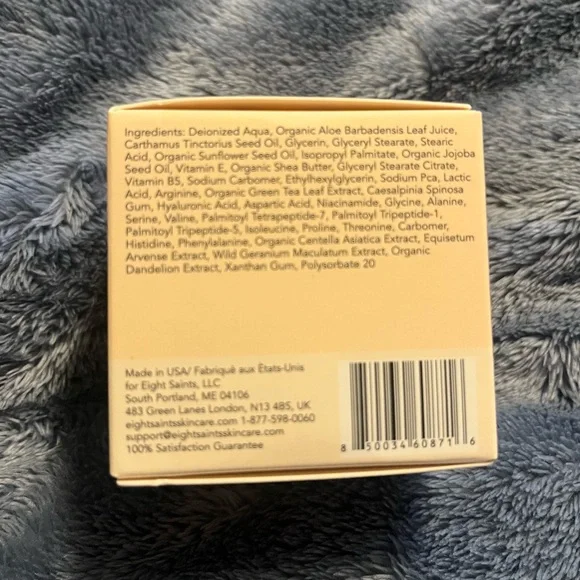 Ingredients: Deionized Aqua, Organic Aloe Barbadensis Leaf Juice,
Carthamus Tinctorius Seed Oil, Glycerin, Glyceryl Stearate, Stearic
Acid, Organic Sunflower Seed Oil, Isopropyl Palmitate, Organic Jojoba
Seed Oil, Vitamin E, Organic Shea Butter, Glyceryl Stearate Citrate,
Vitamin B5, Sodium Carbomer, Ethylhexylglycerin, Sodium Pca, Lactic
Acid, Arginine, Organic Green Tea Leaf Extract, Caesalpinia Spinosa
Gum, Hyaluronic Acid, Aspartic Acid, Niacinamide, Glycine, Alanine,
Serine, Valine, Palmitoyl Tetrapeptide-7, Palmitoyl Tripeptide-1,
Palmitoyl Tripeptide-5, Isoleucine, Proline, Threonine, Carbomer,
Histidine, Phenylalanine, Organic Centella Asiatica Extract, Equisetum
Arvense Extract, Wild Geranium Maculatum Extract, Organic
Dandelion Extract, Xanthan Gum, Polysorbate 20
Made in USA/ Fabriqué aux États-Unis
for Eight Saints, LLC
South Portland, ME 04106
483 Green Lanes London, N13 4BS, UK
eightsaintsskincare.com 1-877-598-0060
support@eightsaintsskincare.com
100% Satisfaction Guarantee
8 50034 60871 6